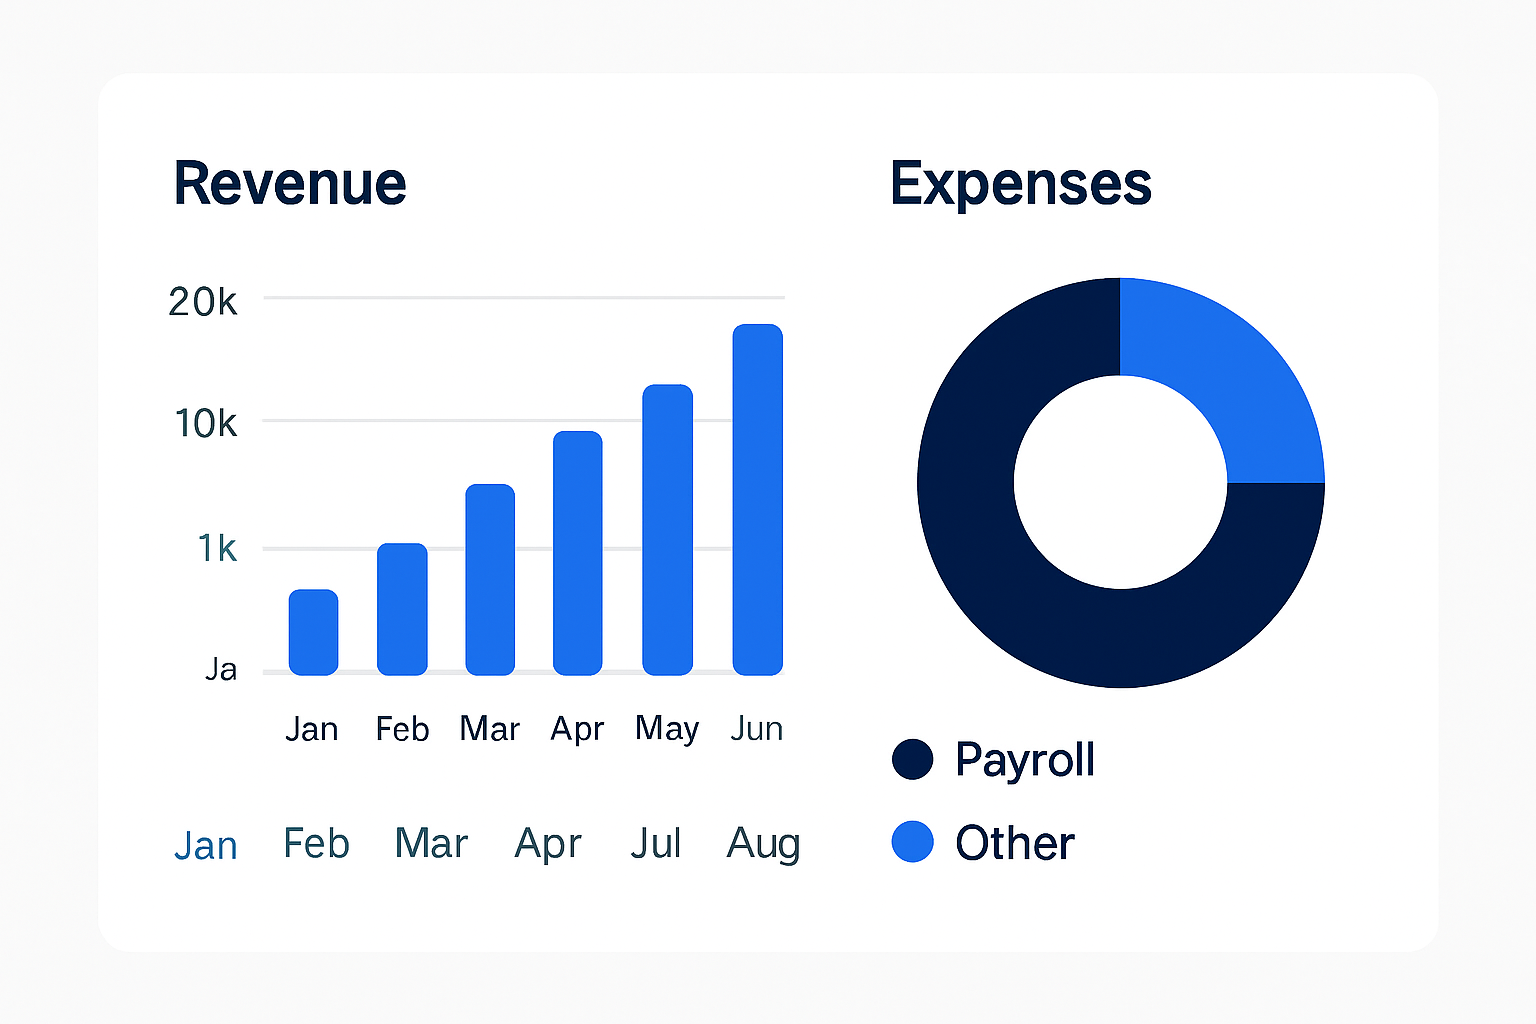 Revenue
20k
10k
1k
Ja
Jan Feb Mar Apr May Jun
Jan Feb Mar Apr Jul Aug
Expenses
Payroll
Other